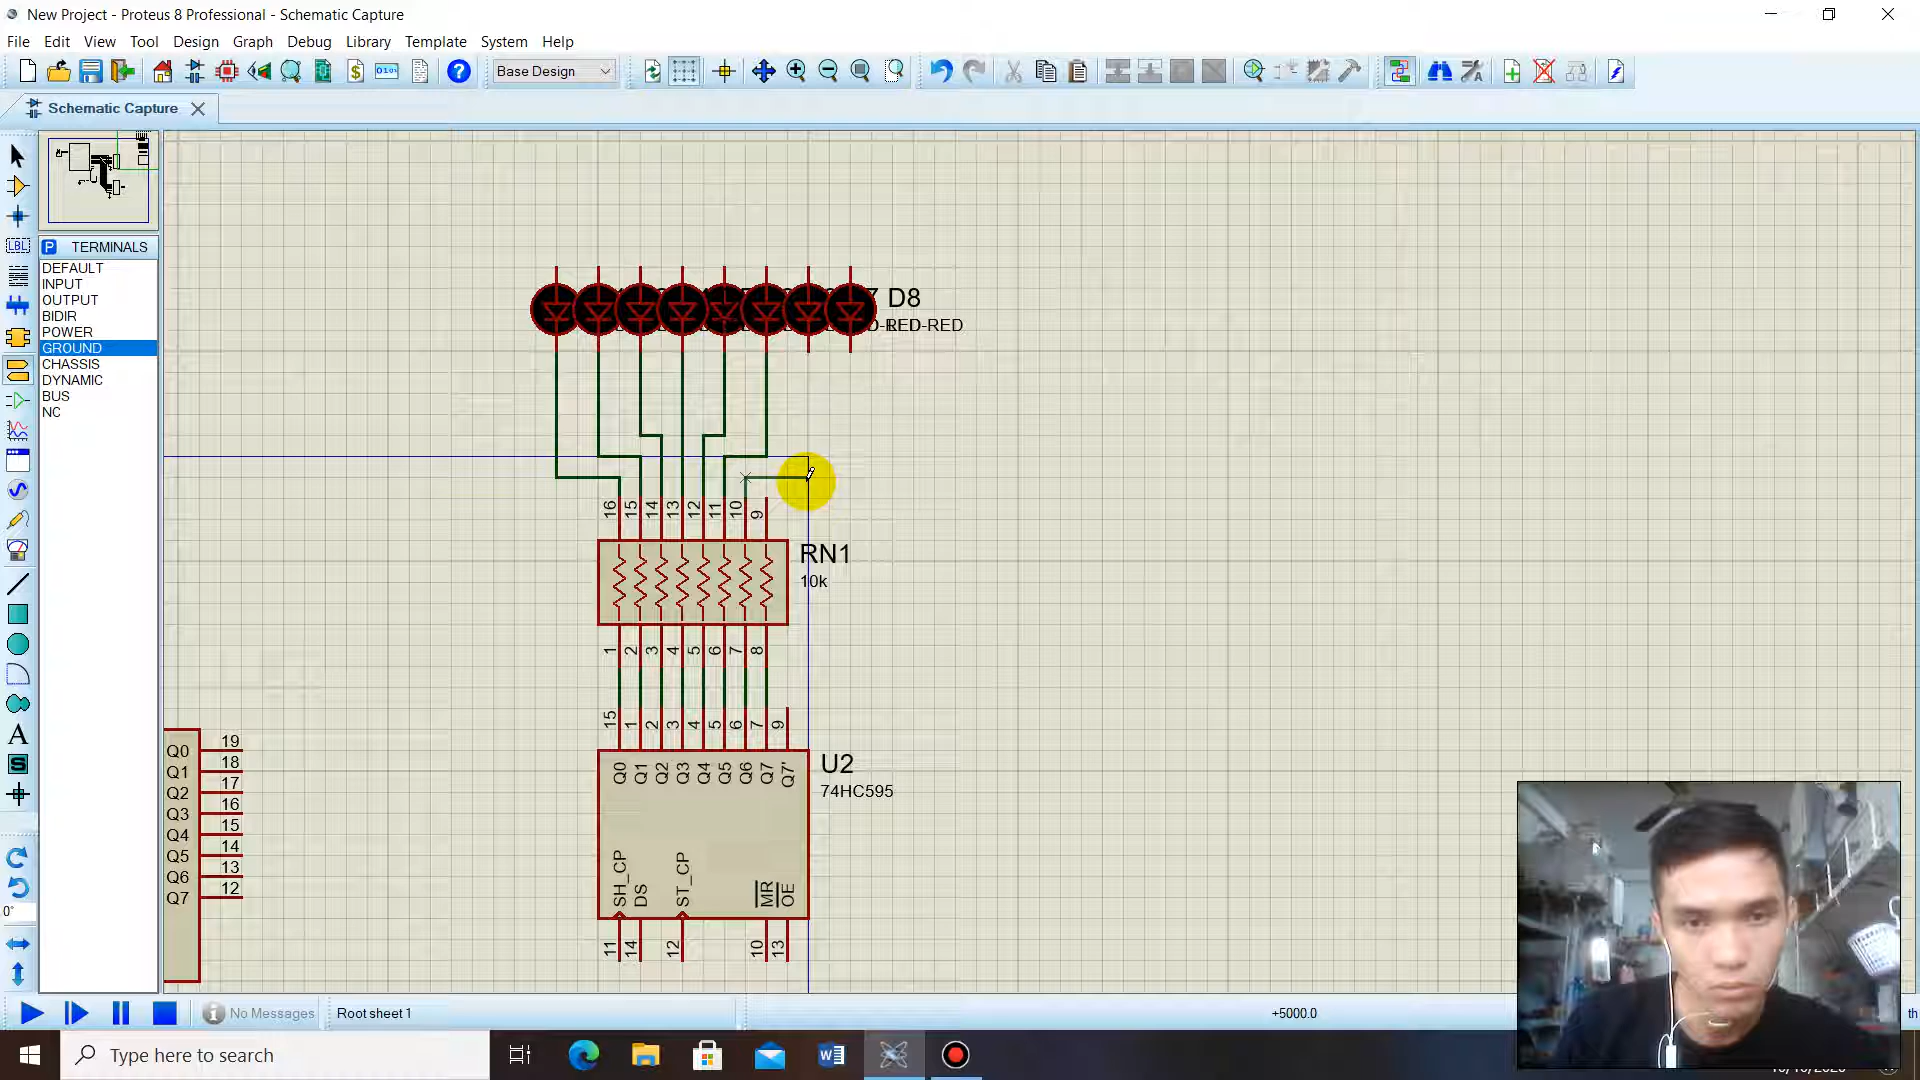 New Project - Proteus 8 Professional - Schematic Capture
File Edit View Tool Design Graph Debug Library Template System Help
Base Design
Schematic Capture
LBL
P TERMINALS
DEFAULT
INPUT
OUTPUT
BIDIR
POWER
GROUND
CHASSIS
DYNAMIC
BUS
NC
A
S
0°
D8
LED-RED
16 15 14 13 12 11 10 9
RN1
10k
1 2 3 4 5 6 7 8
15 1 2 3 4 5 6 7 9
Q0 Q1 Q2 Q3 Q4 Q5 Q6 Q7 Q7'
U2
74HC595
SH_CP DS ST_CP MR OE
11 14 12 10 13
Q0 19
Q1 18
Q2 17
Q3 16
Q4 15
Q5 14
Q6 13
Q7 12
No Messages
Root sheet 1
+5000.0
th
Type here to search